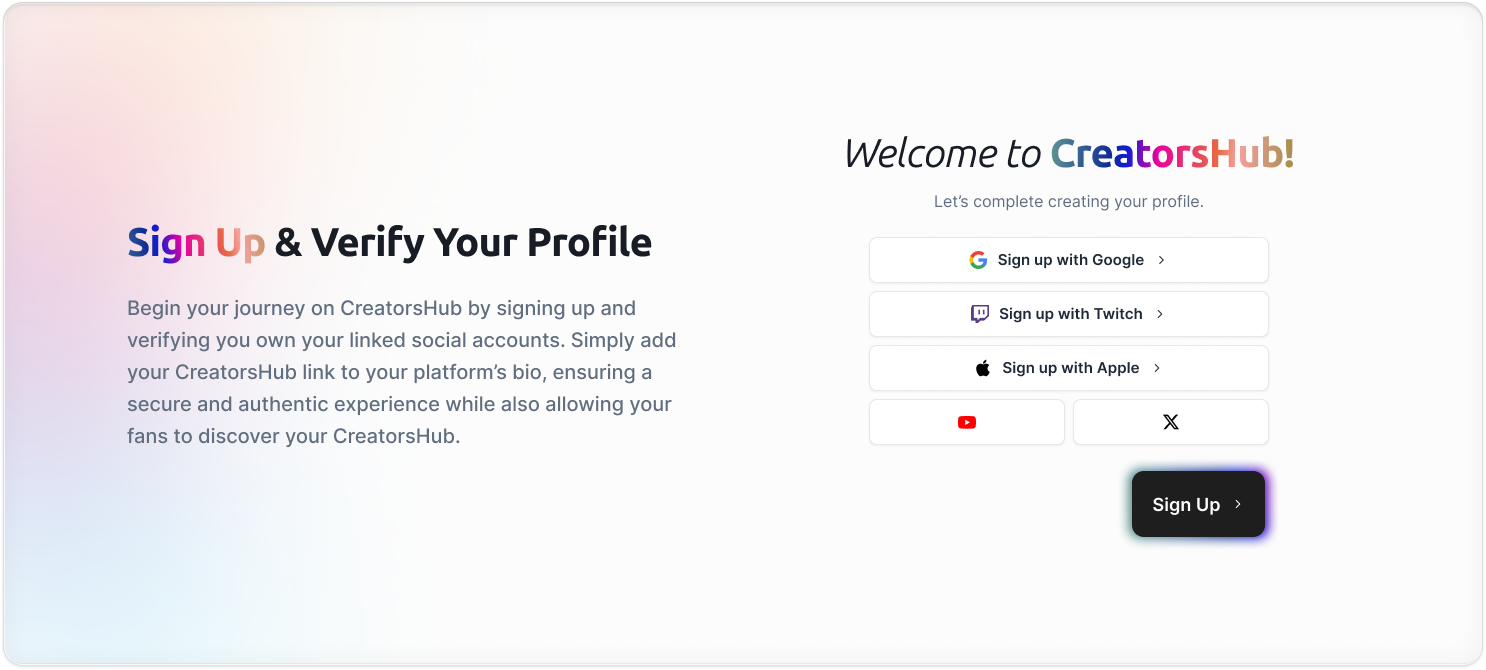 Sign Up & Verify Your Profile
Begin your journey on CreatorsHub by signing up and
verifying you own your linked social accounts. Simply add
your CreatorsHub link to your platform’s bio, ensuring a
secure and authentic experience while also allowing your
fans to discover your CreatorsHub.
Welcome to CreatorsHub!
Let’s complete creating your profile.
Sign up with Google
Sign up with Twitch
Sign up with Apple
Sign Up